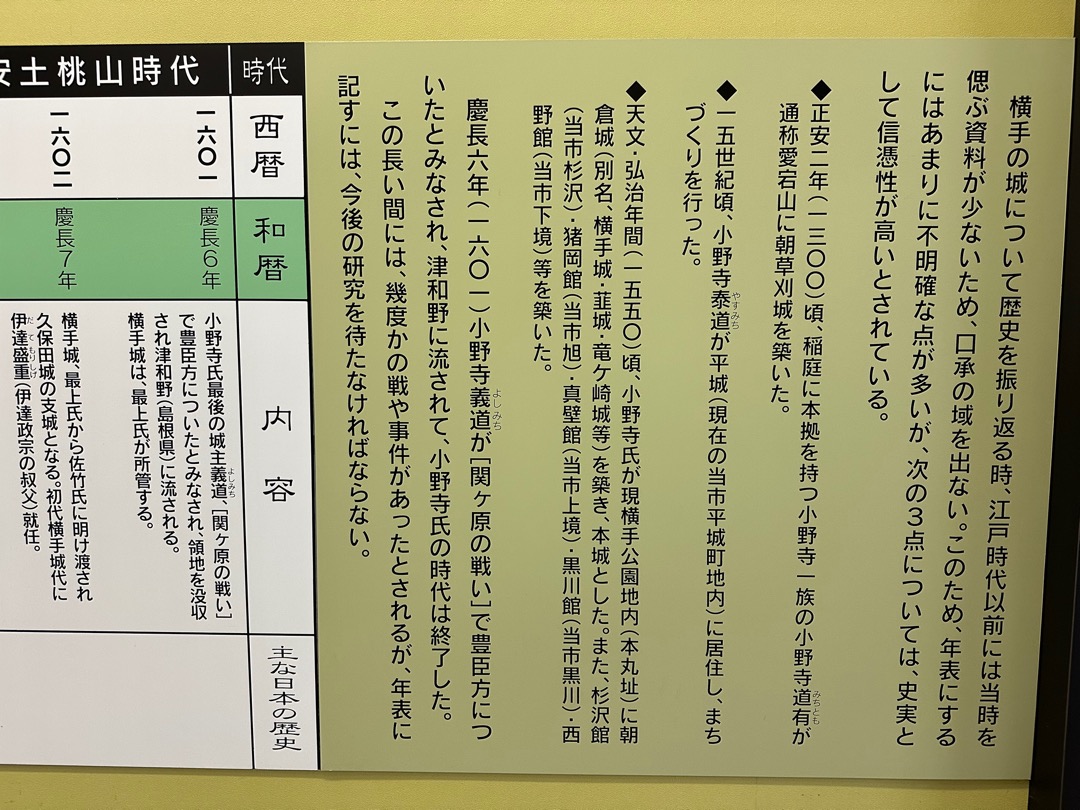 横手の城について歴史を振り返る時、江戸時代以前には当時を
偲ぶ資料が少ないため、口承の域を出ない。このため、年表にする
にはあまりに不明確な点が多いが、次の3点については、史実と
して信憑性が高いとされている。
◆正安二年(一三〇〇)頃、稲庭に本拠を持つ小野寺一族の小野寺道有(みちとも)が
通称愛宕山に朝草刈城を築いた。
◆一五世紀頃、小野寺泰道(やすみち)が平城(現在の当市平城町地内)に居住し、まち
づくりを行った。
◆天文・弘治年間(一五五〇)頃、小野寺氏が現横手公園地内(本丸址)に朝
倉城(別名、横手城・韮城・竜ケ崎城等)を築き、本城とした。また、杉沢館
(当市杉沢)・猪岡館(当市旭)・真壁館(当市上境)・黒川館(当市黒川)・西
野館(当市下境)等を築いた。
慶長六年(一六〇一)小野寺義道(よしみち)が[関ヶ原の戦い]で豊臣方につ
いたとみなされ、津和野に流されて、小野寺氏の時代は終了した。
この長い間には、幾度かの戦や事件があったとされるが、年表に
記すには、今後の研究を待たなければならない。
時代
西暦
和暦
内容
主な日本の歴史
安土桃山時代
一六〇一
慶長6年
小野寺氏最後の城主義道(よしみち)、[関ヶ原の戦い]
で豊臣方についたとみなされ、領地を没収
され津和野(島根県)に流される。
横手城は、最上氏が所管する。
一六〇二
慶長7年
横手城、最上氏から佐竹氏に明け渡され
久保田城の支城となる。初代横手城代に
伊達盛重(だてもりしげ)(伊達政宗の叔父)就任。